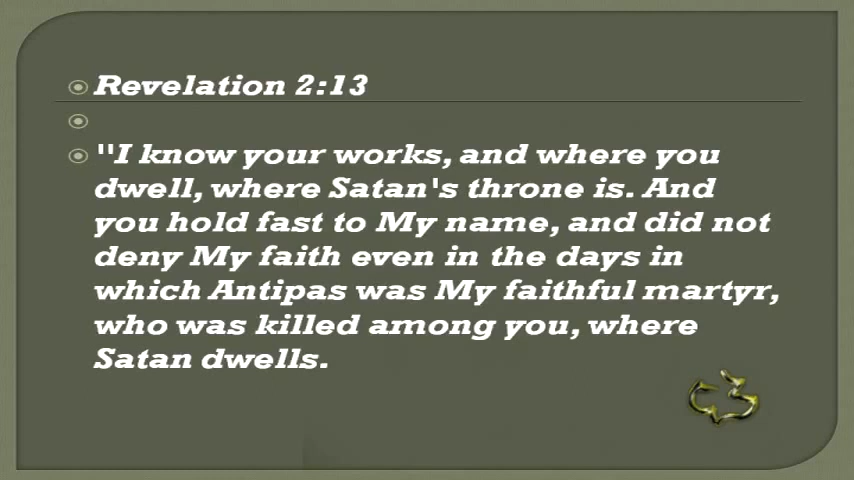 Revelation 2:13
"I know your works, and where you
dwell, where Satan's throne is. And
you hold fast to My name, and did not
deny My faith even in the days in
which Antipas was My faithful martyr,
who was killed among you, where
Satan dwells.